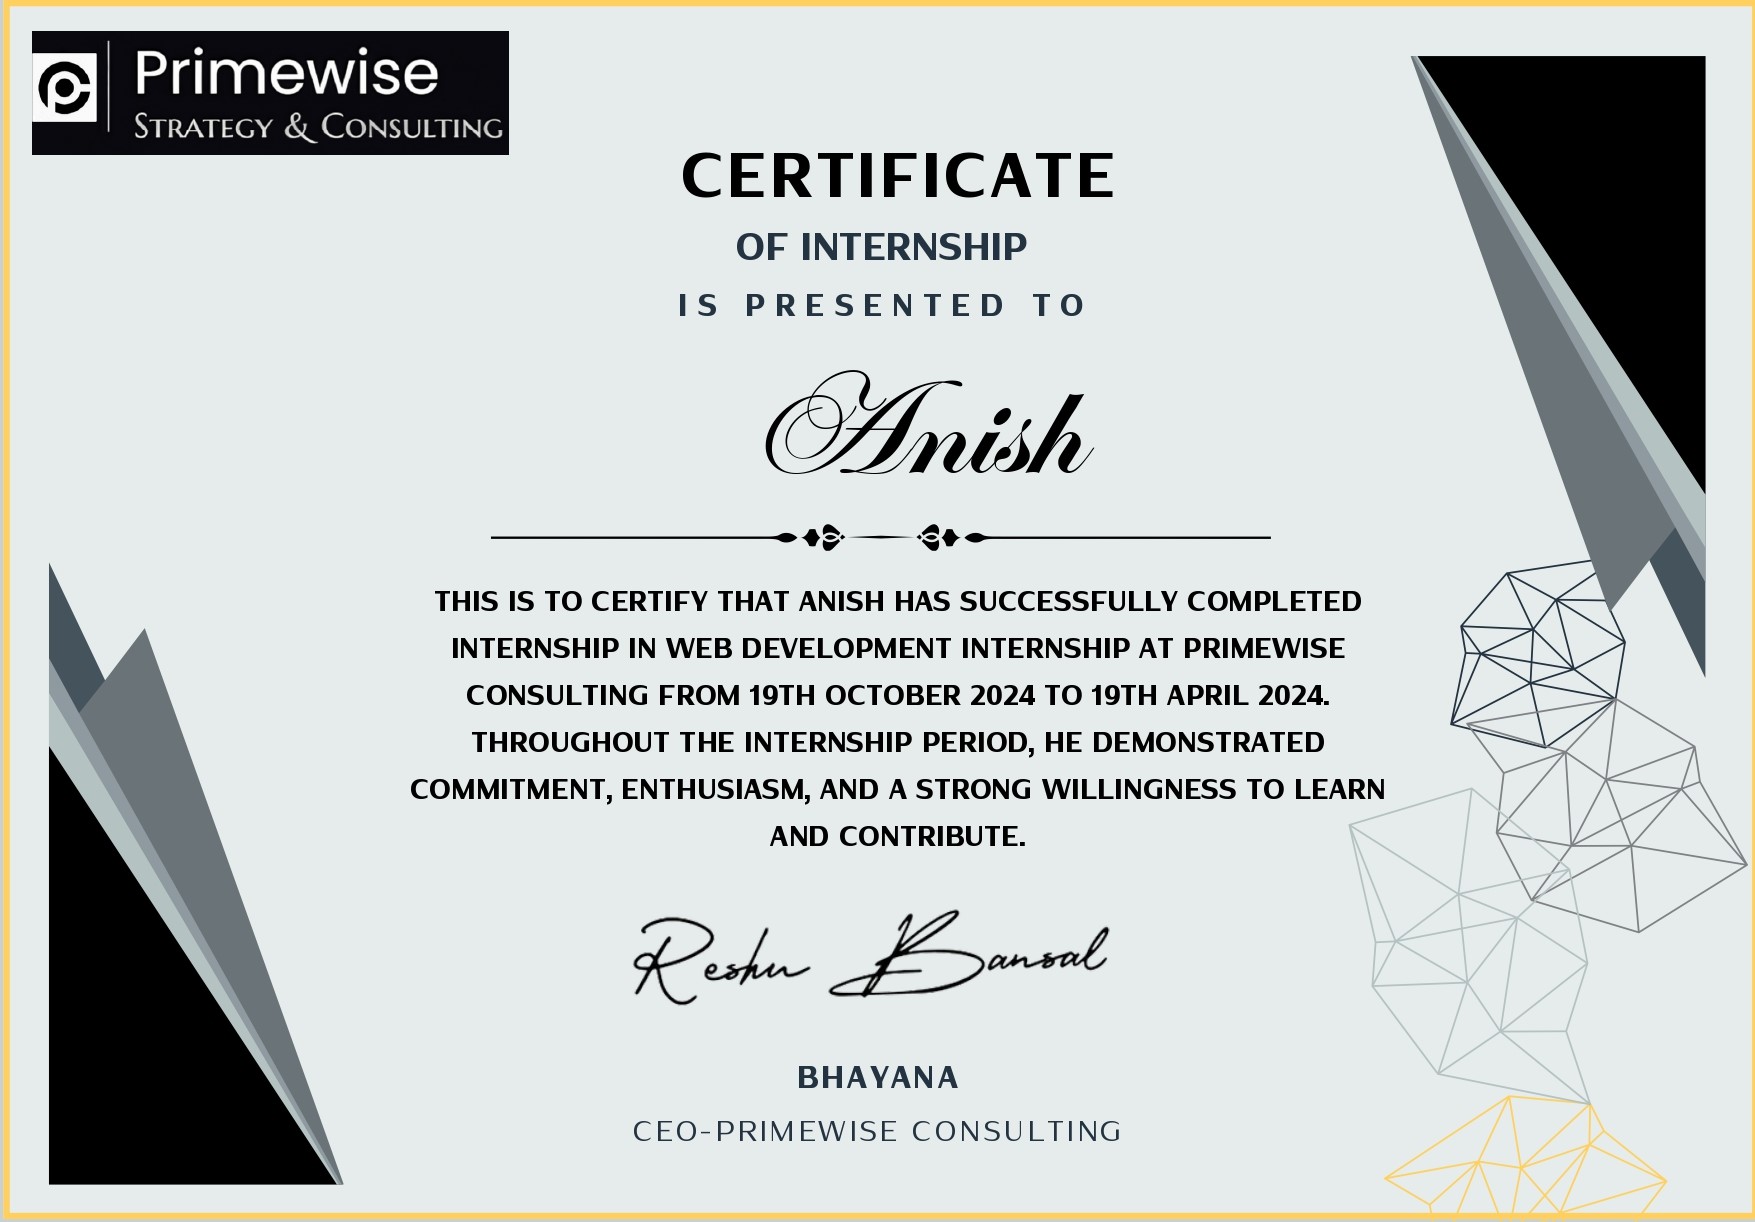 Primewise
STRATEGY & CONSULTING
CERTIFICATE
OF INTERNSHIP
IS PRESENTED TO
Anish
THIS IS TO CERTIFY THAT ANISH HAS SUCCESSFULLY COMPLETED
INTERNSHIP IN WEB DEVELOPMENT INTERNSHIP AT PRIMEWISE
CONSULTING FROM 19TH OCTOBER 2024 TO 19TH APRIL 2024.
THROUGHOUT THE INTERNSHIP PERIOD, HE DEMONSTRATED
COMMITMENT, ENTHUSIASM, AND A STRONG WILLINGNESS TO LEARN
AND CONTRIBUTE.
Reshu Bansal
BHAYANA
CEO-PRIMEWISE CONSULTING